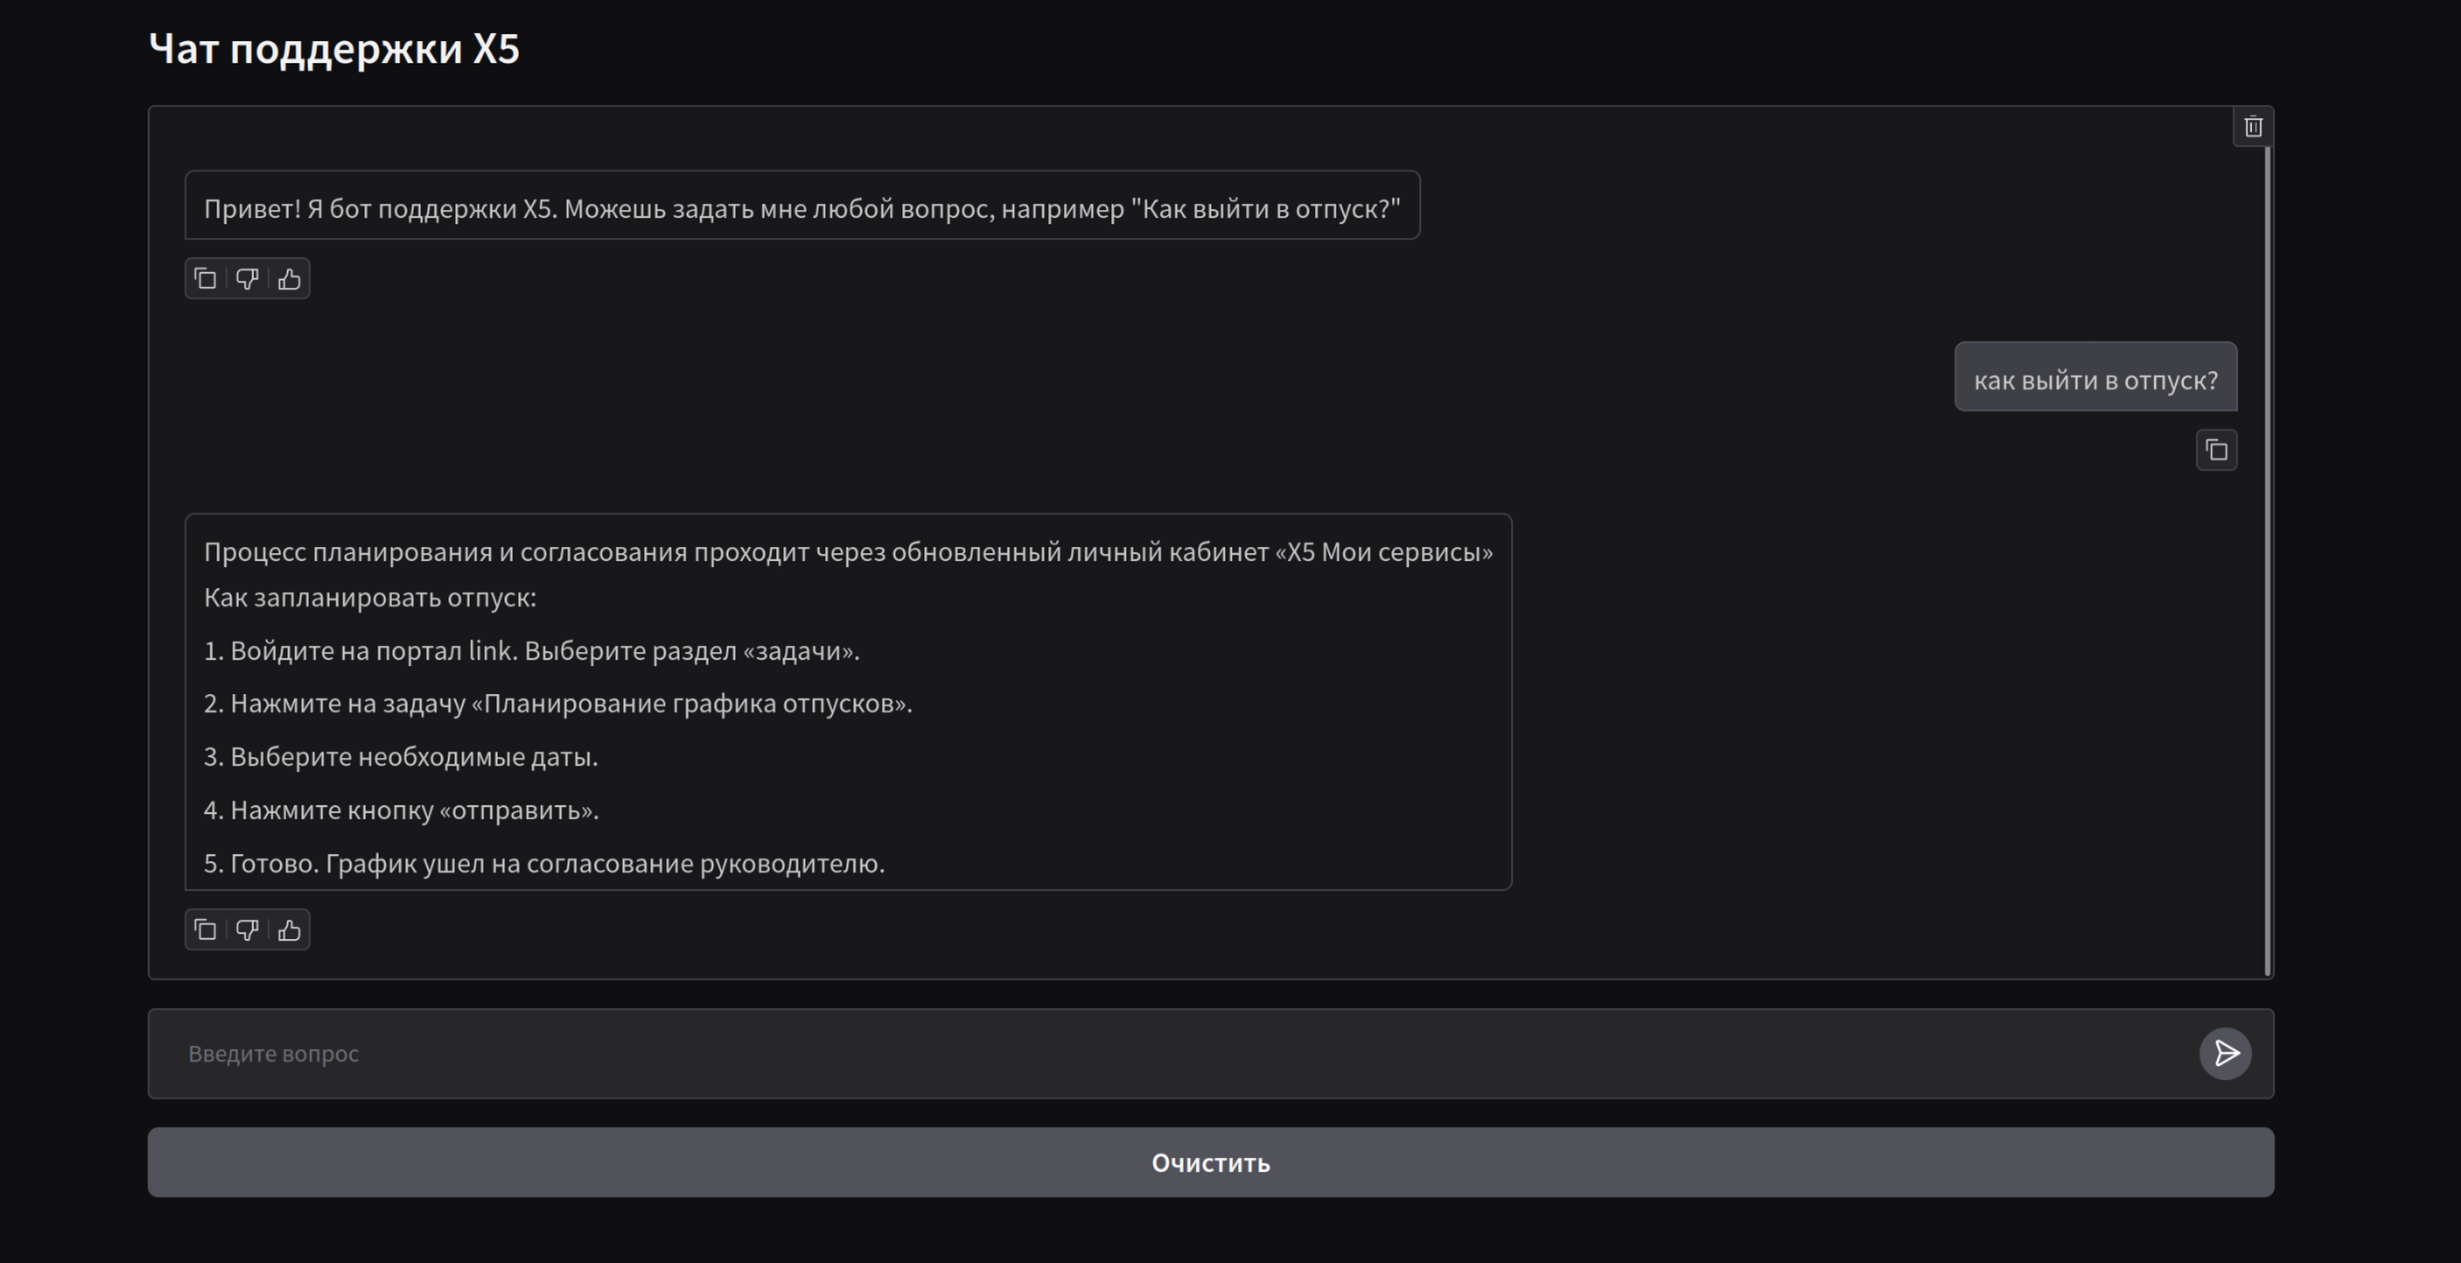 Чат поддержки X5
Привет! Я бот поддержки X5. Можешь задать мне любой вопрос, например "Как выйти в отпуск?"
как выйти в отпуск?
Процесс планирования и согласования проходит через обновленный личный кабинет «X5 Мои сервисы»
Как запланировать отпуск:
1. Войдите на портал link. Выберите раздел «задачи».
2. Нажмите на задачу «Планирование графика отпусков».
3. Выберите необходимые даты.
4. Нажмите кнопку «отправить».
5. Готово. График ушел на согласование руководителю.
Введите вопрос
Очистить